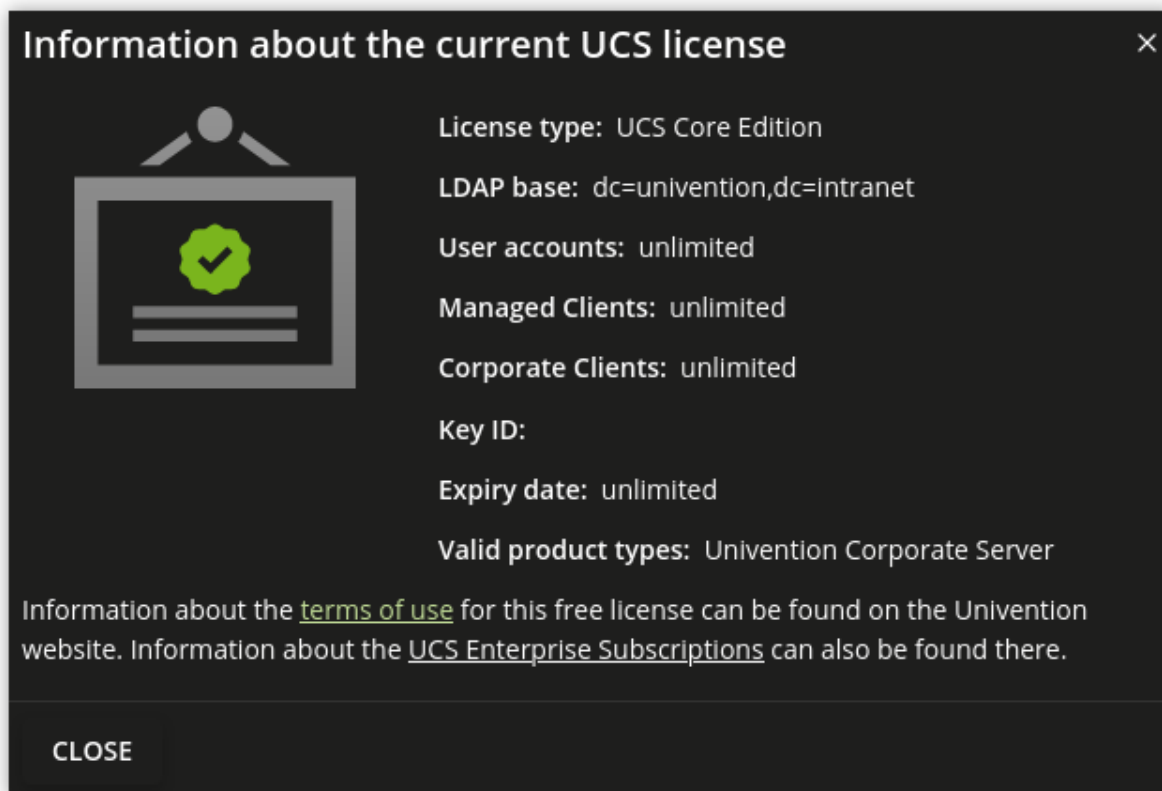 Information about the current UCS license
License type: UCS Core Edition
LDAP base: dc=univention,dc=intranet
User accounts: unlimited
Managed Clients: unlimited
Corporate Clients: unlimited
Key ID:
Expiry date: unlimited
Valid product types: Univention Corporate Server
Information about the terms of use for this free license can be found on the Univention
website. Information about the UCS Enterprise Subscriptions can also be found there.
CLOSE